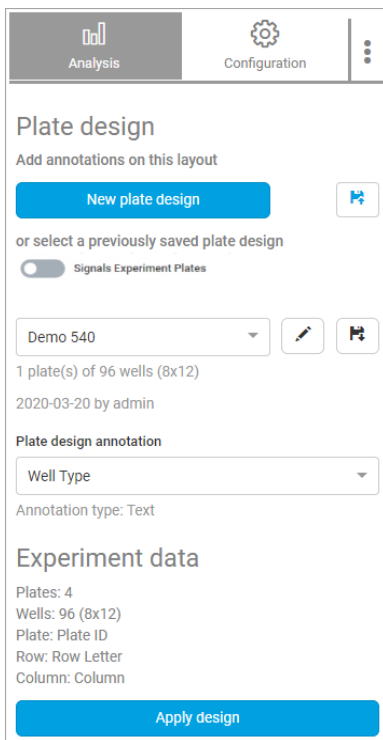 Analysis
Configuration
Plate design
Add annotations on this layout
New plate design
or select a previously saved plate design
Signals Experiment Plates
Demo 540
1 plate(s) of 96 wells (8x12)
2020-03-20 by admin
Plate design annotation
Well Type
Annotation type: Text
Experiment data
Plates: 4
Wells: 96 (8x12)
Plate: Plate ID
Row: Row Letter
Column: Column
Apply design